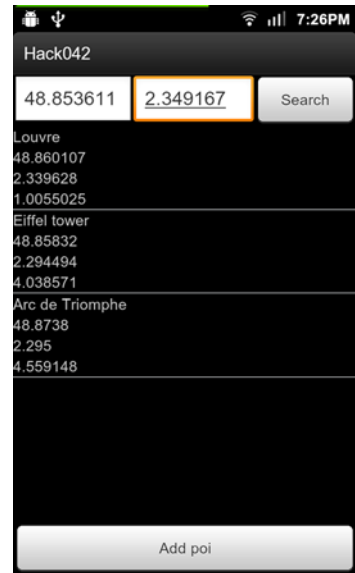 7:26PM
Hack042
48.853611 2.349167 Search
Louvre
48.860107
2.339628
1.0055025
Eiffel tower
48.85832
2.294494
4.038571
Arc de Triomphe
48.8738
2.295
4.559148
Add poi